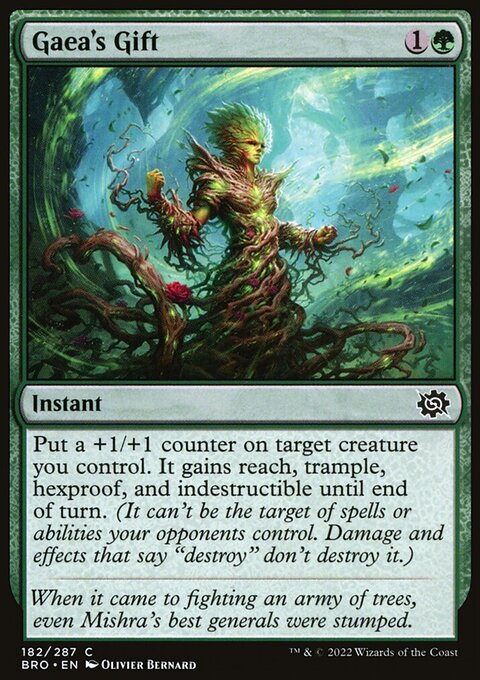 Gaea's Gift 1
Instant
Put a +1/+1 counter on target creature
you control. It gains reach, trample,
hexproof, and indestructible until end
of turn. (It can't be the target of spells or
abilities your opponents control. Damage and
effects that say “destroy” don't destroy it.)
When it came to fighting an army of trees,
even Mishra's best generals were stumped.
182/287 C
BRO • EN Olivier Bernard
™ & © 2022 Wizards of the Coast